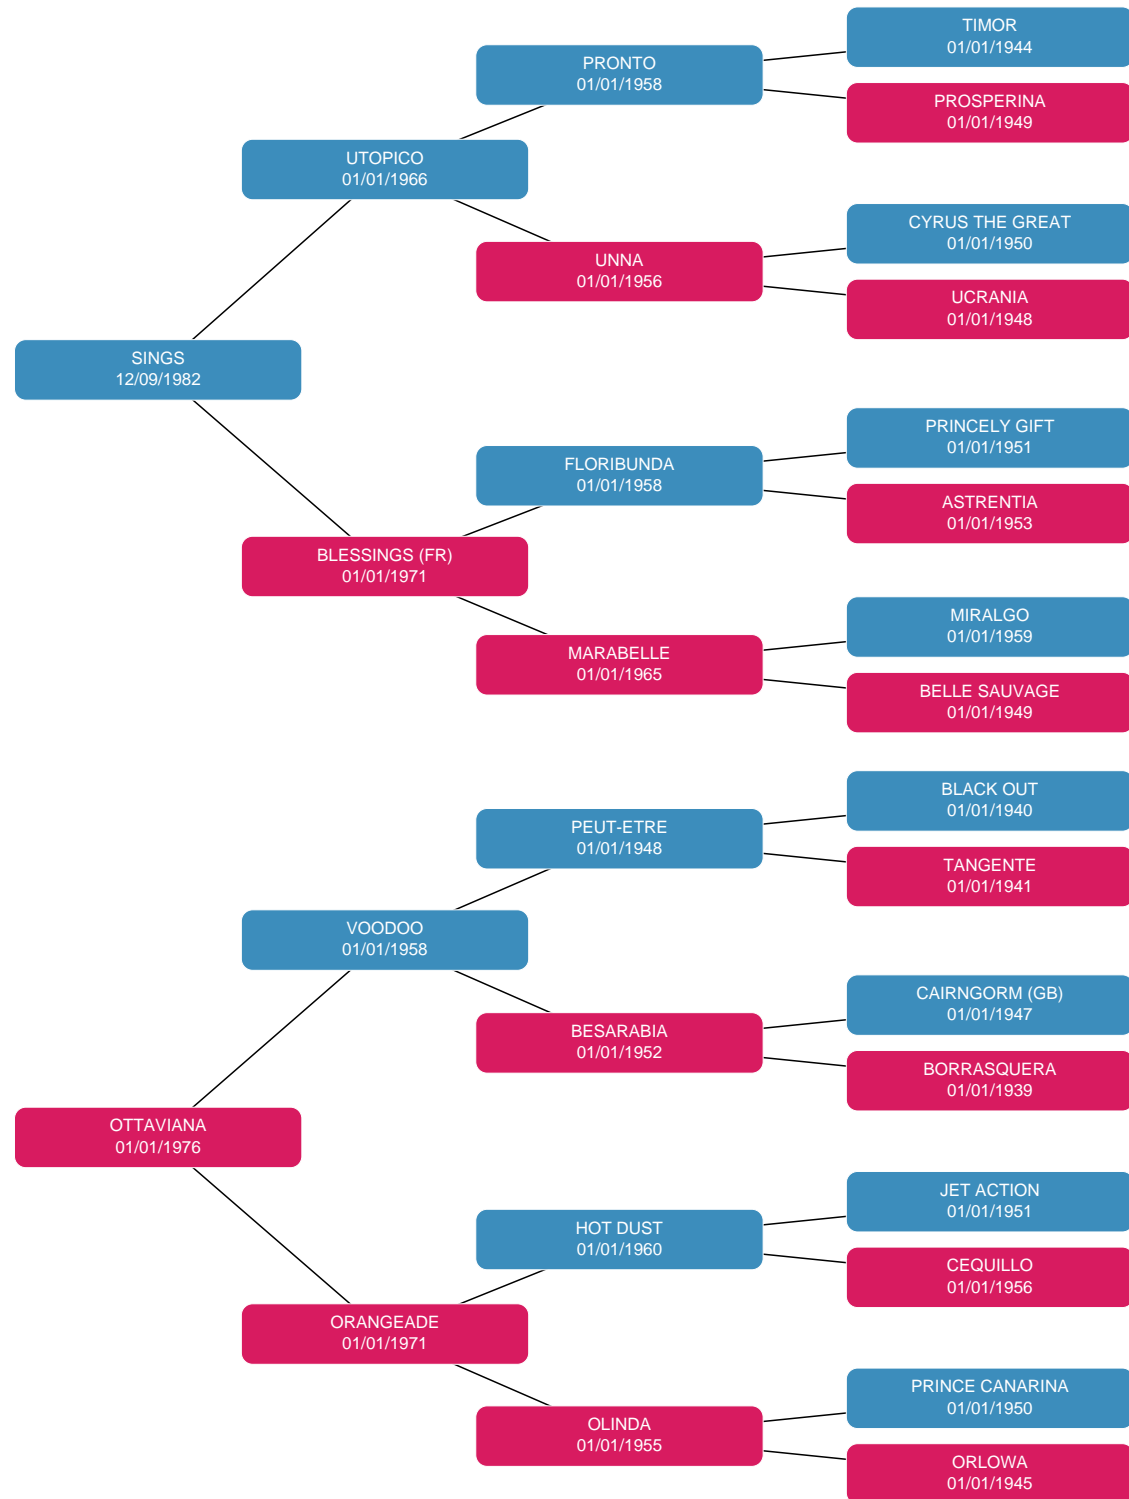 TIMOR
01/01/1944
PRONTO
01/01/1958
PROSPERINA
01/01/1949
UTOPICO
01/01/1966
CYRUS THE GREAT
01/01/1950
UNNA
01/01/1956
UCRANIA
01/01/1948
SINGS
12/09/1982
PRINCELY GIFT
01/01/1951
FLORIBUNDA
01/01/1958
ASTRENTIA
01/01/1953
BLESSINGS (FR)
01/01/1971
MIRALGO
01/01/1959
MARABELLE
01/01/1965
BELLE SAUVAGE
01/01/1949
BLACK OUT
01/01/1940
PEUT-ETRE
01/01/1948
TANGENTE
01/01/1941
VOODOO
01/01/1958
CAIRNGORM (GB)
01/01/1947
BESARABIA
01/01/1952
BORRASQUERA
01/01/1939
OTTAVIANA
01/01/1976
JET ACTION
01/01/1951
HOT DUST
01/01/1960
CEQUILLO
01/01/1956
ORANGEADE
01/01/1971
PRINCE CANARINA
01/01/1950
OLINDA
01/01/1955
ORLOWA
01/01/1945